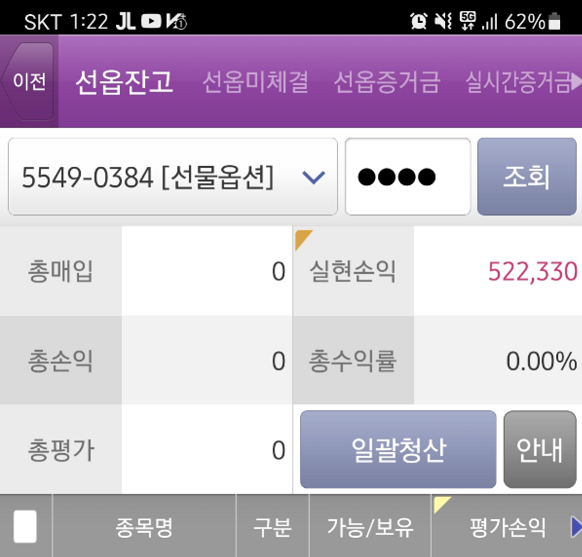 SKT 1:22 JL 5G 62%
이전 선옵잔고 선옵미체결 선옵증거금 실시간증거금
5549-0384 [선물옵션] ●●●● 조회
총매입 0 실현손익 522,330
총손익 0 총수익률 0.00%
총평가 0 일괄청산 안내
종목명 구분 가능/보유 평가손익